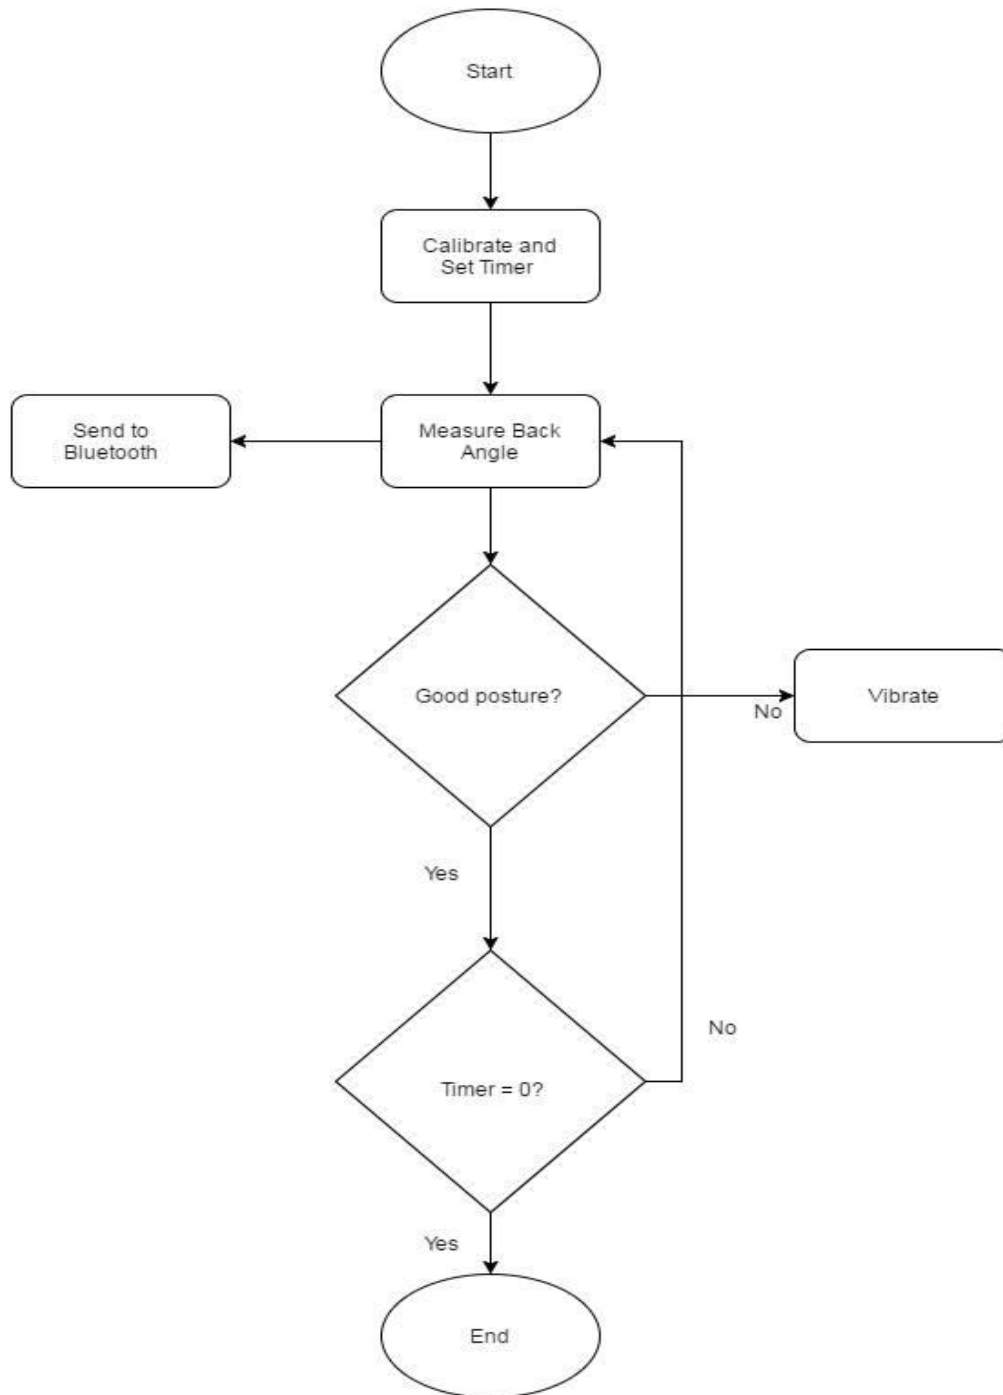 Start
Calibrate and
Set Timer
Send to
Bluetooth
Measure Back
Angle
Good posture?
No
Vibrate
Yes
No
Timer = 0?
Yes
End